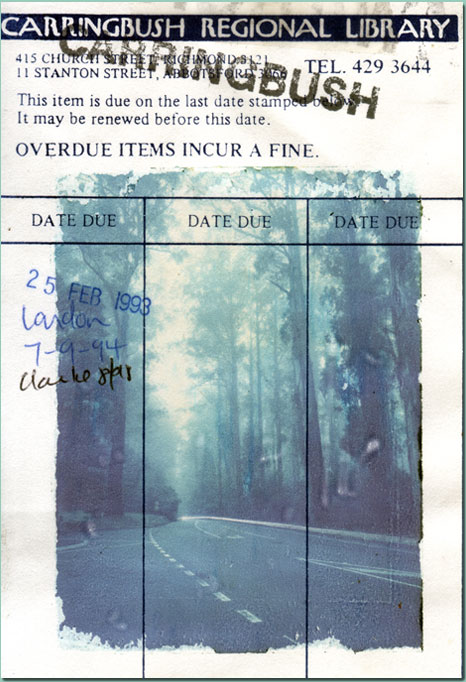 CARRINGBUSH REGIONAL LIBRARY
CARRINGBUSH
415 CHURCH STREET, RICHMOND 3121
11 STANTON STREET, ABBOTSFORD 3066
TEL. 429 3644
This item is due on the last date stamped below.
It may be renewed before this date.
OVERDUE ITEMS INCUR A FINE.
DATE DUE DATE DUE DATE DUE
25 FEB 1993
7-9-94